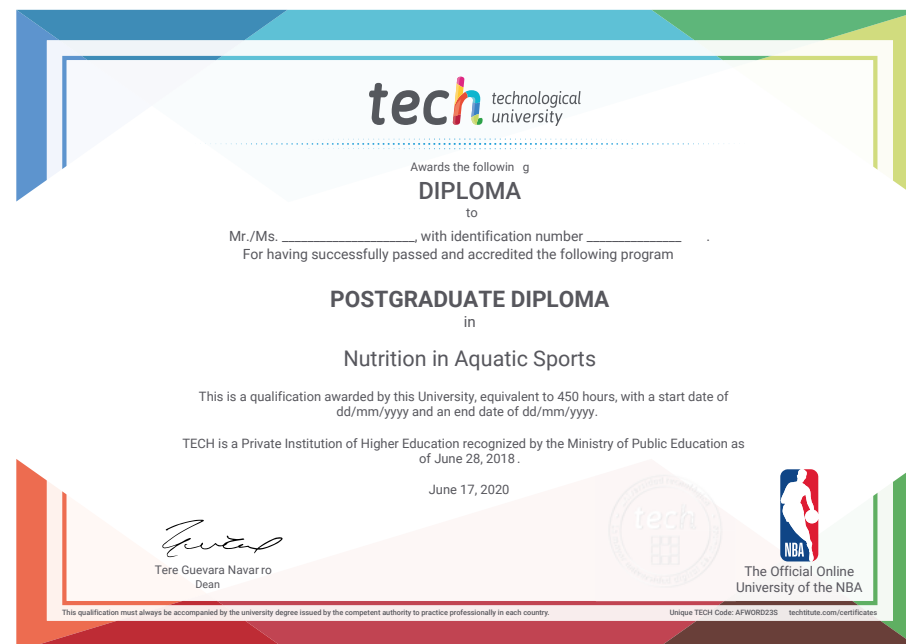 tech technological
university
Awards the followin g
DIPLOMA
to
Mr./Ms. ____________________, with identification number ______________ .
For having successfully passed and accredited the following program
POSTGRADUATE DIPLOMA
in
Nutrition in Aquatic Sports
This is a qualification awarded by this University, equivalent to 450 hours, with a start date of
dd/mm/yyyy and an end date of dd/mm/yyyy.
TECH is a Private Institution of Higher Education recognized by the Ministry of Public Education as
of June 28, 2018 .
June 17, 2020
tech
NBA
Tere Guevara Navar ro
Dean
The Official Online
University of the NBA
This qualification must always be accompanied by the university degree issued by the competent authority to practice professionally in each country.
Unique TECH Code: AFWORD23S techtitute.com/certificates